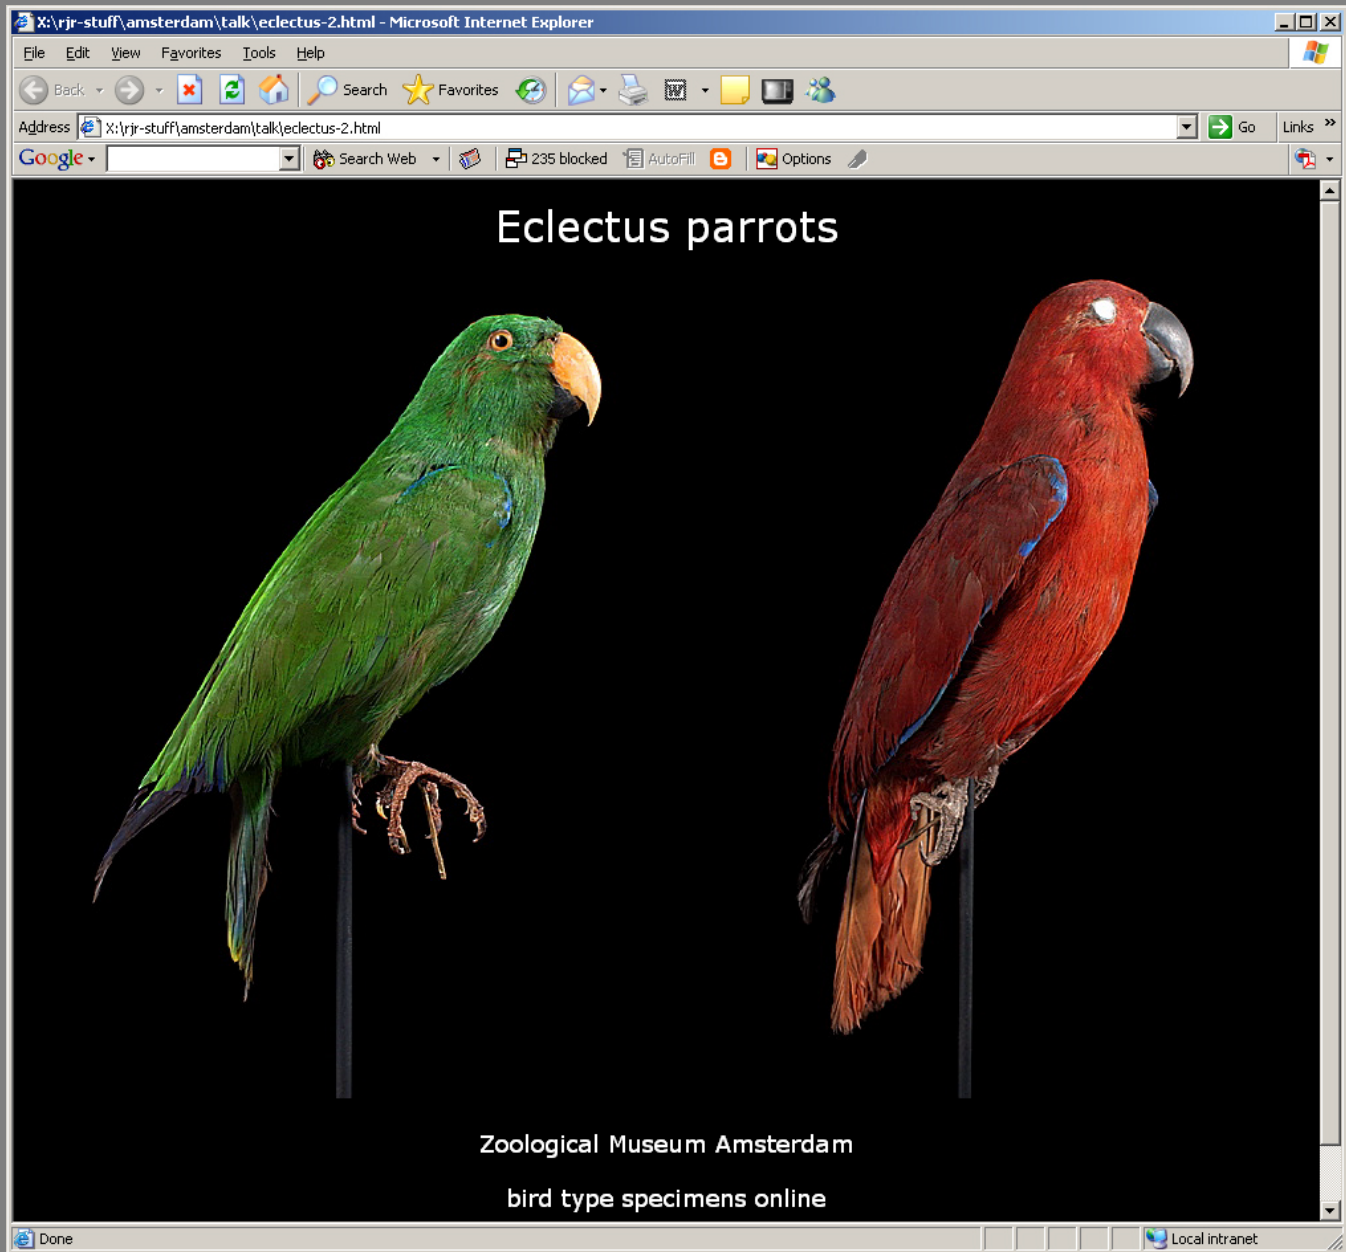 X:\rjr-stuff\amsterdam\talk\eclectus-2.html - Microsoft Internet Explorer
File Edit View Favorites Tools Help
Back Search Favorites
Address X:\rjr-stuff\amsterdam\talk\eclectus-2.html Go Links »
Google Search Web 235 blocked AutoFill Options
Eclectus parrots
Zoological Museum Amsterdam
bird type specimens online
Done Local intranet